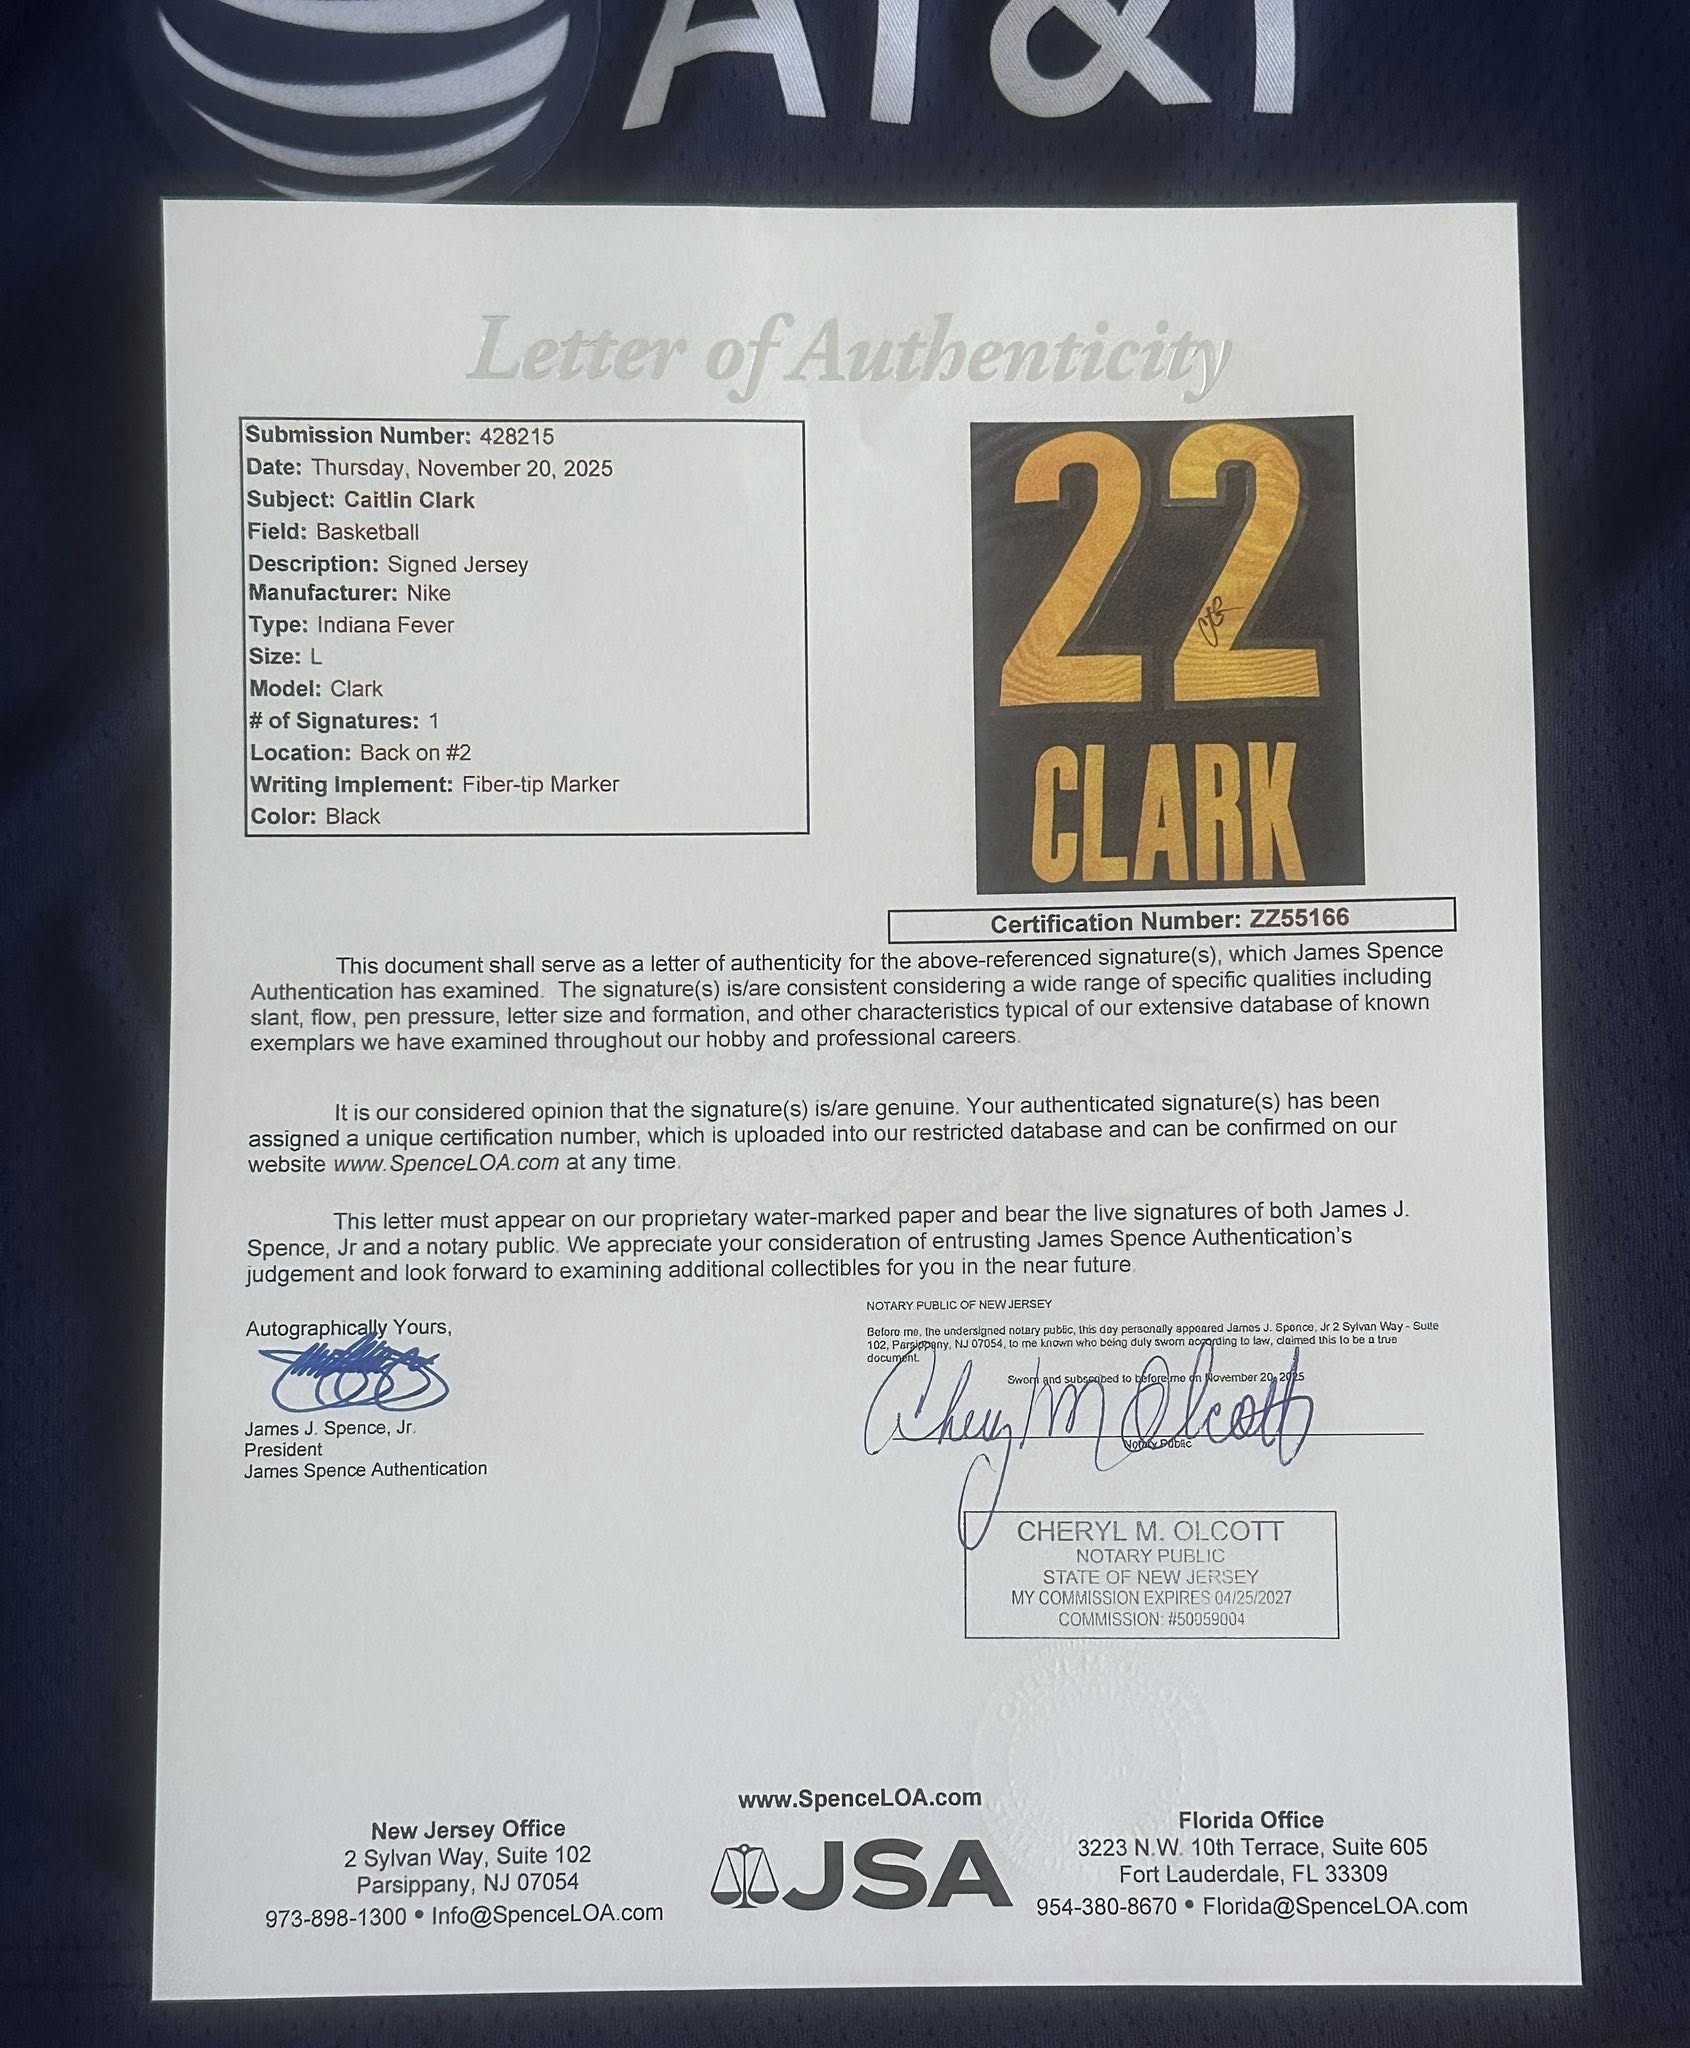 AT&T
Letter of Authenticity
Submission Number: 428215
Date: Thursday, November 20, 2025
Subject: Caitlin Clark
Field: Basketball
Description: Signed Jersey
Manufacturer: Nike
Type: Indiana Fever
Size: L
Model: Clark
# of Signatures: 1
Location: Back on #2
Writing Implement: Fiber-tip Marker
Color: Black
22
CLARK
Certification Number: ZZ55166
This document shall serve as a letter of authenticity for the above-referenced signature(s), which James Spence
Authentication has examined. The signature(s) is/are consistent considering a wide range of specific qualities including
slant, flow, pen pressure, letter size and formation, and other characteristics typical of our extensive database of known
exemplars we have examined throughout our hobby and professional careers.
It is our considered opinion that the signature(s) is/are genuine. Your authenticated signature(s) has been
assigned a unique certification number, which is uploaded into our restricted database and can be confirmed on our
website www.SpenceLOA.com at any time.
This letter must appear on our proprietary water-marked paper and bear the live signatures of both James J.
Spence, Jr and a notary public. We appreciate your consideration of entrusting James Spence Authentication's
judgement and look forward to examining additional collectibles for you in the near future.
Autographically Yours,
James J. Spence, Jr.
President
James Spence Authentication
NOTARY PUBLIC OF NEW JERSEY
Before me, the undersigned notary public, this day personally appeared James J. Spence, Jr 2 Sylvan Way - Suite
102, Parsippany, NJ 07054, to me known who being duly sworn according to law, claimed this to be a true
document.
Sworn and subscribed to before me on November 20, 2025
Cheryl M Olcott
Notary Public
CHERYL M. OLCOTT
NOTARY PUBLIC
STATE OF NEW JERSEY
MY COMMISSION EXPIRES 04/25/2027
COMMISSION: #50059004
www.SpenceLOA.com
New Jersey Office
2 Sylvan Way, Suite 102
Parsippany, NJ 07054
973-898-1300 • Info@SpenceLOA.com
JSA
Florida Office
3223 N.W. 10th Terrace, Suite 605
Fort Lauderdale, FL 33309
954-380-8670 • Florida@SpenceLOA.com